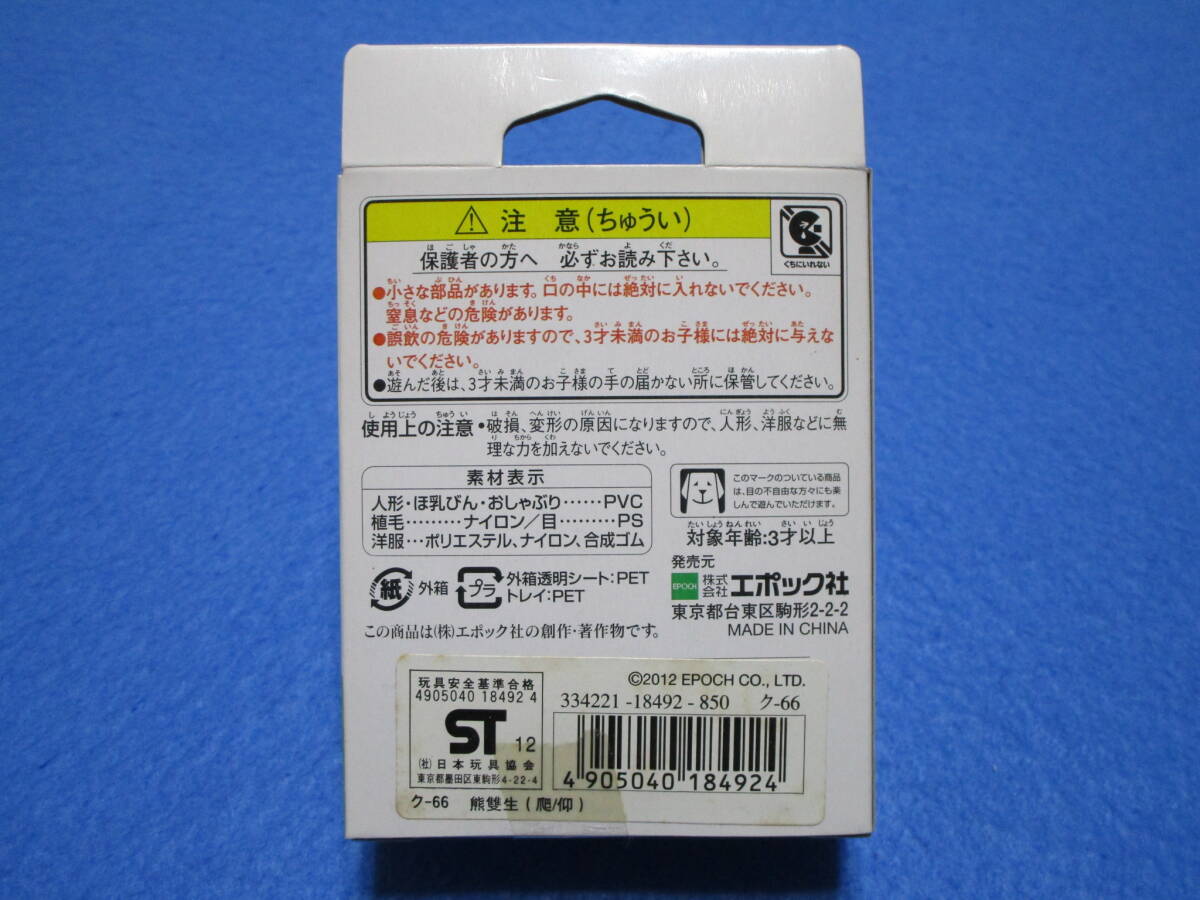 ⚠ 注 意(ちゅうい)
くちにいれない
保護者の方へ 必ずお読み下さい。
●小さな部品があります。口の中には絶対に入れないでください。
窒息などの危険があります。
●誤飲の危険がありますので、3才未満のお子様には絶対に与えな
いでください。
●遊んだ後は、3才未満のお子様の手の届かない所に保管してください。
使用上の注意・破損、変形の原因になりますので、人形、洋服などに無
理な力を加えないでください。
素材表示
人形・ほ乳びん・おしゃぶり……PVC
植毛………ナイロン/目………PS
洋服…ポリエステル、ナイロン、合成ゴム
このマークのついている商品
は、目の不自由な方々にも楽
しんで遊んでいただけます。
対象年齢:3才以上
紙 外箱 プラ 外箱透明シート:PET
トレイ:PET
発売元
EPOCH 株式会社 エポック社
東京都台東区駒形2-2-2
MADE IN CHINA
この商品は(株)エポック社の創作・著作物です。
玩具安全基準合格
4905040 18492 4
ST 12
(社)日本玩具協会
東京都墨田区東駒形4-22-4
©2012 EPOCH CO., LTD.
334221-18492-850 ク-66
4 905040 184924
ク-66 熊雙生(爬/仰)